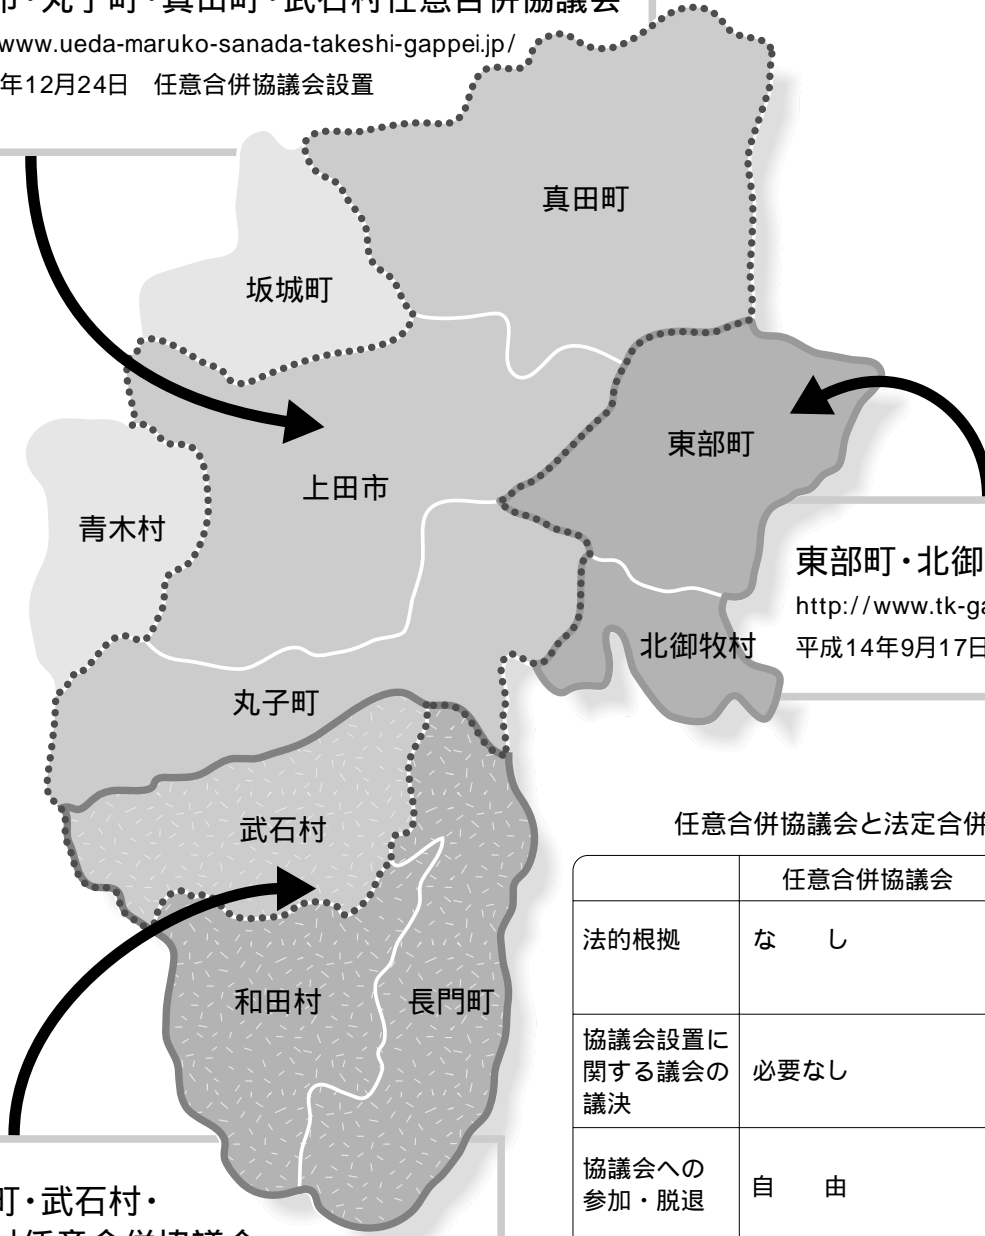 市・丸子町・真田町・武石村任意合併協議会
www.ueda-maruko-sanada-takeshi-gappei.jp/
年12月24日　任意合併協議会設置
真田町
坂城町
東部町
上田市
青木村
東部町・北御
http://www.tk-ga
平成14年9月17日
北御牧村
丸子町
武石村
和田村
長門町
任意合併協議会と法定合併
任意合併協議会
法的根拠
な　し
協議会設置に
関する議会の
議決
必要なし
協議会への
参加・脱退
自　由
町・武石村・